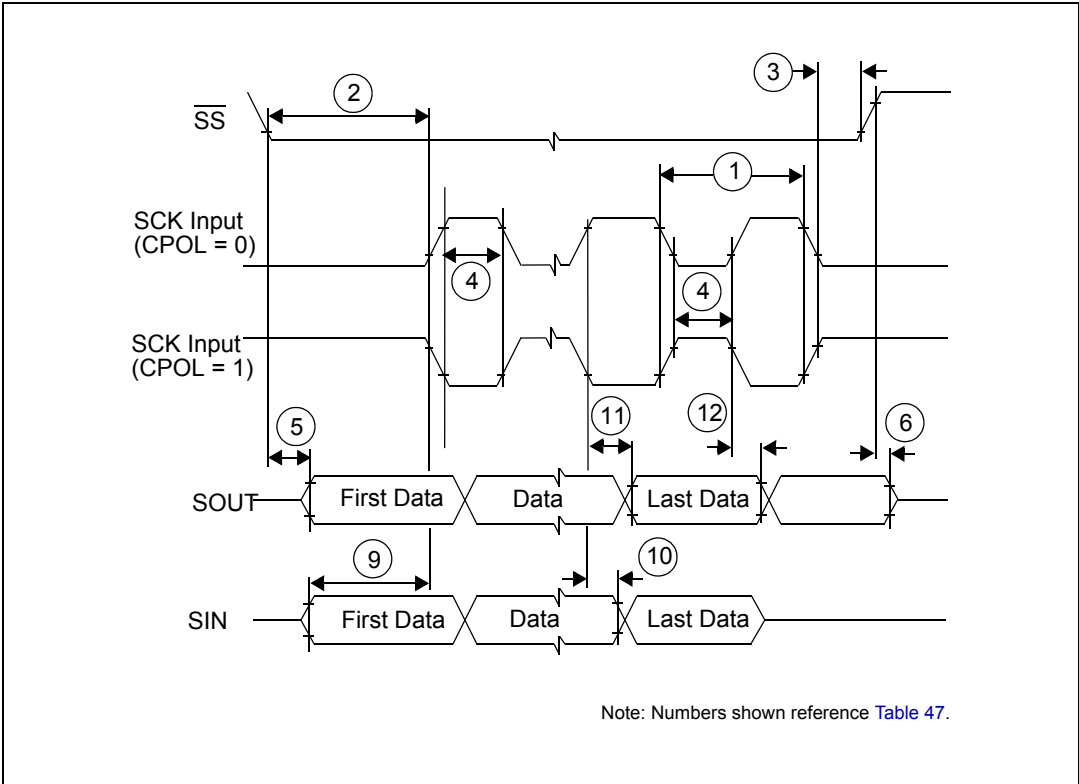 3
2
SS
1
SCK Input
(CPOL = 0)
4
4
SCK Input
(CPOL = 1)
11
12
5
6
SOUT
First Data
Data
Last Data
9
10
SIN
First Data
Data
Last Data
Note: Numbers shown reference Table 47.